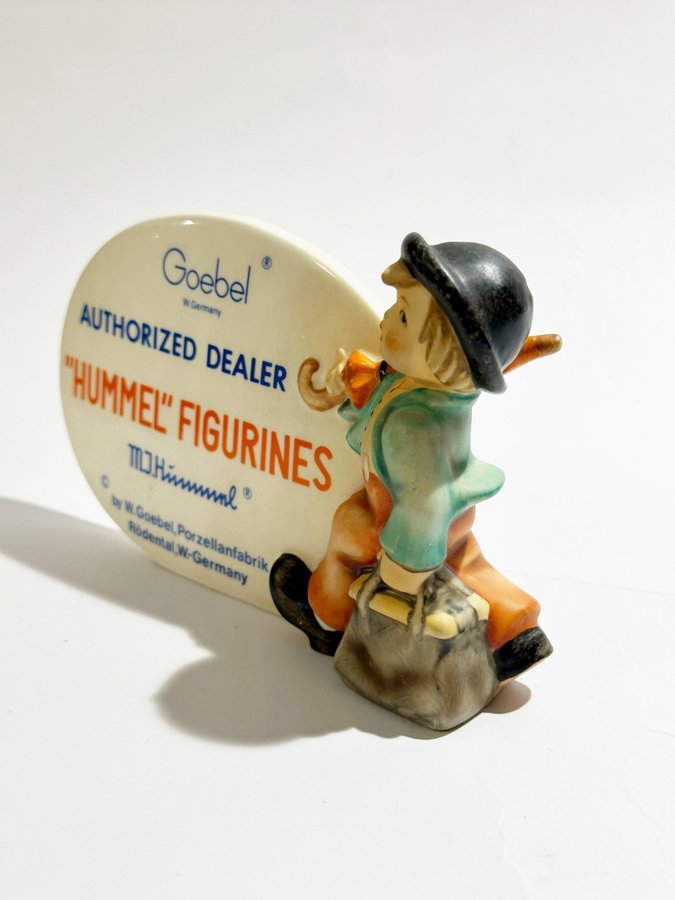 Goebel ®
W.Germany
AUTHORIZED DEALER
"HUMMEL" FIGURINES
M.J.Hummel ®
© by W.Goebel,Porzellanfabrik
Rödental,W.-Germany